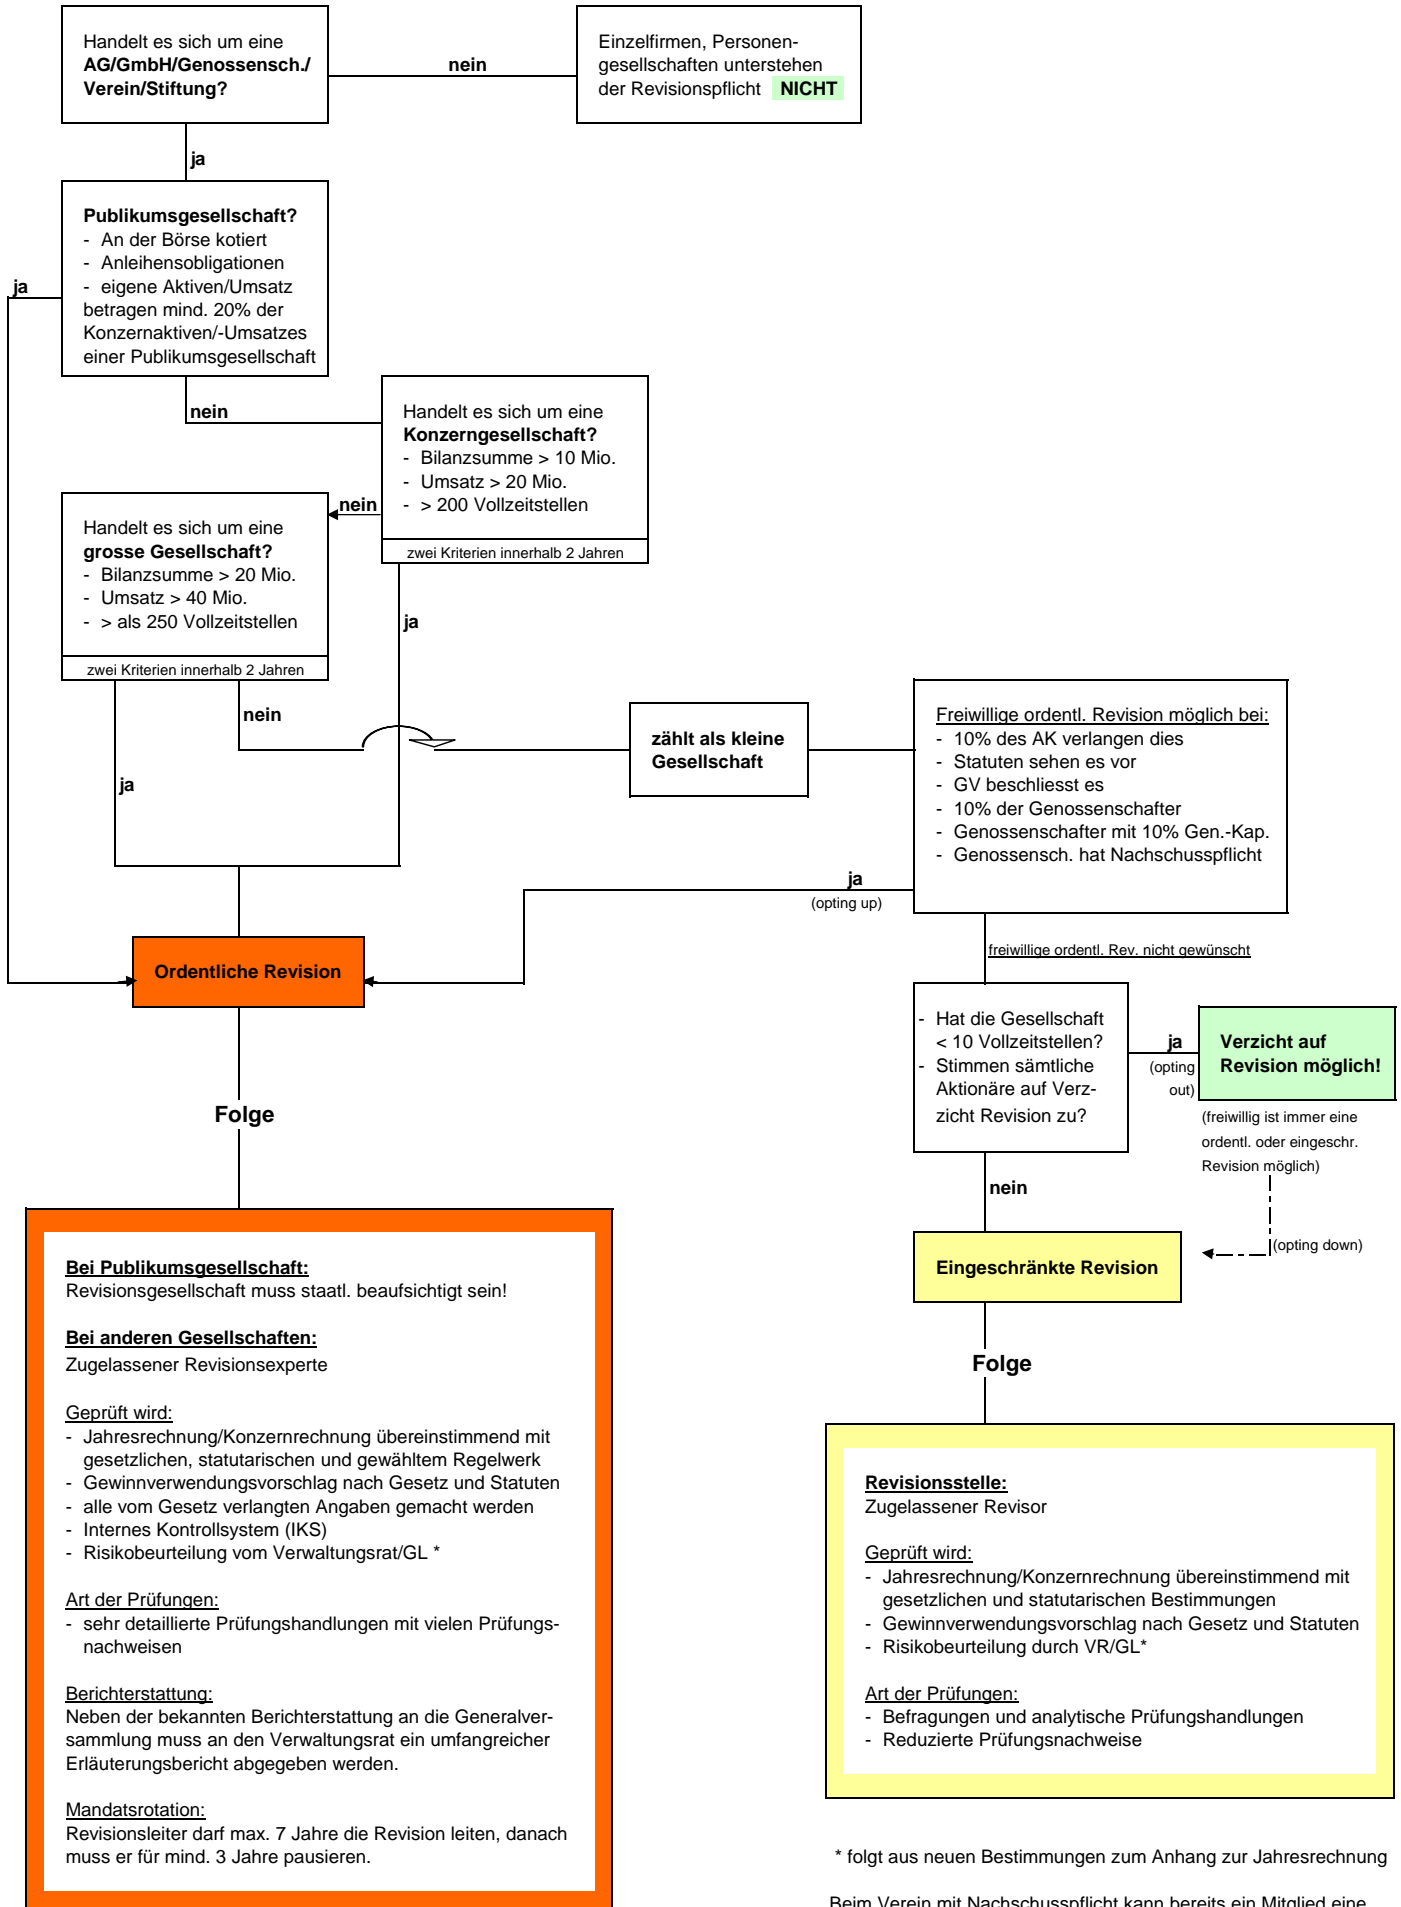 Handelt es sich um eine
AG/GmbH/Genossensch./
Verein/Stiftung?
nein
Einzelfirmen, Personen-
gesellschaften unterstehen
der Revisionspflicht NICHT
ja
Publikumsgesellschaft?
- An der Börse kotiert
- Anleihensobligationen
- eigene Aktiven/Umsatz
betragen mind. 20% der
Konzernaktiven/-Umsatzes
einer Publikumsgesellschaft
ja
nein
Handelt es sich um eine
Konzerngesellschaft?
- Bilanzsumme > 10 Mio.
- Umsatz > 20 Mio.
- > 200 Vollzeitstellen
zwei Kriterien innerhalb 2 Jahren
nein
Handelt es sich um eine
grosse Gesellschaft?
- Bilanzsumme > 20 Mio.
- Umsatz > 40 Mio.
- > als 250 Vollzeitstellen
zwei Kriterien innerhalb 2 Jahren
ja
nein
ja
zählt als kleine
Gesellschaft
Freiwillige ordentl. Revision möglich bei:
- 10% des AK verlangen dies
- Statuten sehen es vor
- GV beschliesst es
- 10% der Genossenschafter
- Genossenschafter mit 10% Gen.-Kap.
- Genossensch. hat Nachschusspflicht
ja
(opting up)
freiwillige ordentl. Rev. nicht gewünscht
Ordentliche Revision
- Hat die Gesellschaft
< 10 Vollzeitstellen?
- Stimmen sämtliche
Aktionäre auf Verz-
zicht Revision zu?
ja
(opting
out)
Verzicht auf
Revision möglich!
(freiwillig ist immer eine
ordentl. oder eingeschr.
Revision möglich)
(opting down)
nein
Eingeschränkte Revision
Folge
Bei Publikumsgesellschaft:
Revisionsgesellschaft muss staatl. beaufsichtigt sein!
Bei anderen Gesellschaften:
Zugelassener Revisionsexperte
Geprüft wird:
- Jahresrechnung/Konzernrechnung übereinstimmend mit
gesetzlichen, statutarischen und gewähltem Regelwerk
- Gewinnverwendungsvorschlag nach Gesetz und Statuten
- alle vom Gesetz verlangten Angaben gemacht werden
- Internes Kontrollsystem (IKS)
- Risikobeurteilung vom Verwaltungsrat/GL *
Art der Prüfungen:
- sehr detaillierte Prüfungshandlungen mit vielen Prüfungs-
nachweisen
Berichterstattung:
Neben der bekannten Berichterstattung an die Generalver-
sammlung muss an den Verwaltungsrat ein umfangreicher
Erläuterungsbericht abgegeben werden.
Mandatsrotation:
Revisionsleiter darf max. 7 Jahre die Revision leiten, danach
muss er für mind. 3 Jahre pausieren.
Folge
Revisionsstelle:
Zugelassener Revisor
Geprüft wird:
- Jahresrechnung/Konzernrechnung übereinstimmend mit
gesetzlichen und statutarischen Bestimmungen
- Gewinnverwendungsvorschlag nach Gesetz und Statuten
- Risikobeurteilung durch VR/GL*
Art der Prüfungen:
- Befragungen und analytische Prüfungshandlungen
- Reduzierte Prüfungsnachweise
* folgt aus neuen Bestimmungen zum Anhang zur Jahresrechnung
Beim Verein mit Nachschusspflicht kann bereits ein Mitglied eine